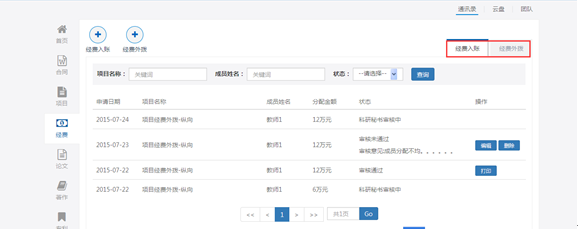 通讯录 云盘 团队
首页
合同
项目
经费
论文
著作
经费入账 经费外拨
经费入账 经费外拨
项目名称： 关键词 成员姓名： 关键词 状态： --请选择-- 查询
申请日期 项目名称 成员姓名 分配金额 状态 操作
2015-07-24 项目经费外拨-纵向 教师1 12万元 科研秘书审核中
2015-07-23 项目经费外拨-纵向 教师1 12万元 审核未通过
审核意见:成员分配不均。。。。。。 编辑 删除
2015-07-22 项目经费外拨-纵向 教师1 12万元 审核通过 打印
2015-07-22 项目经费外拨-纵向 教师1 6万元 科研秘书审核中
<< < 1 > >> 共1页 Go